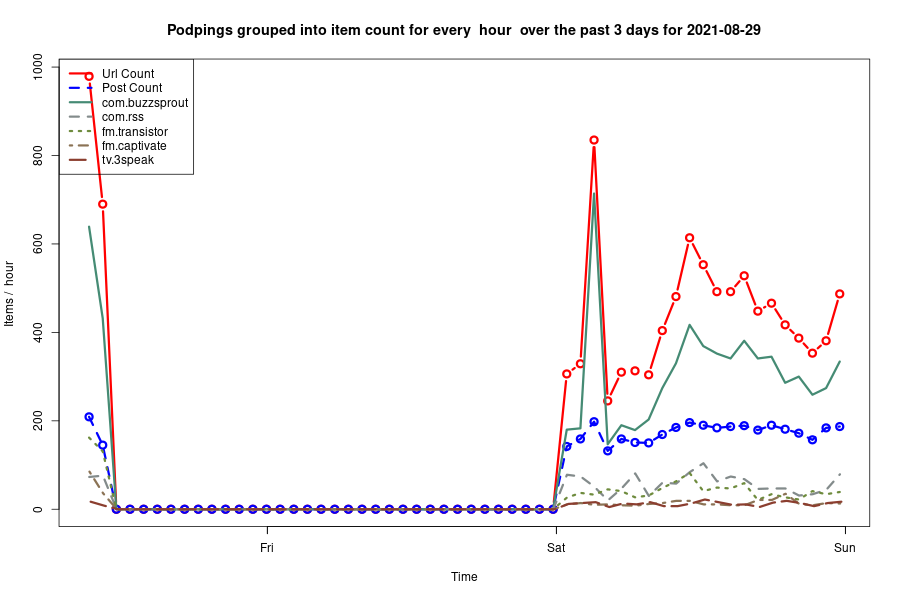 Podpings grouped into item count for every  hour  over the past 3 days for 2021-08-29
Url Count
Post Count
com.buzzsprout
com.rss
fm.transistor
fm.captivate
tv.3speak
Items /  hour
1000
800
600
400
200
0
Fri
Sat
Sun
Time